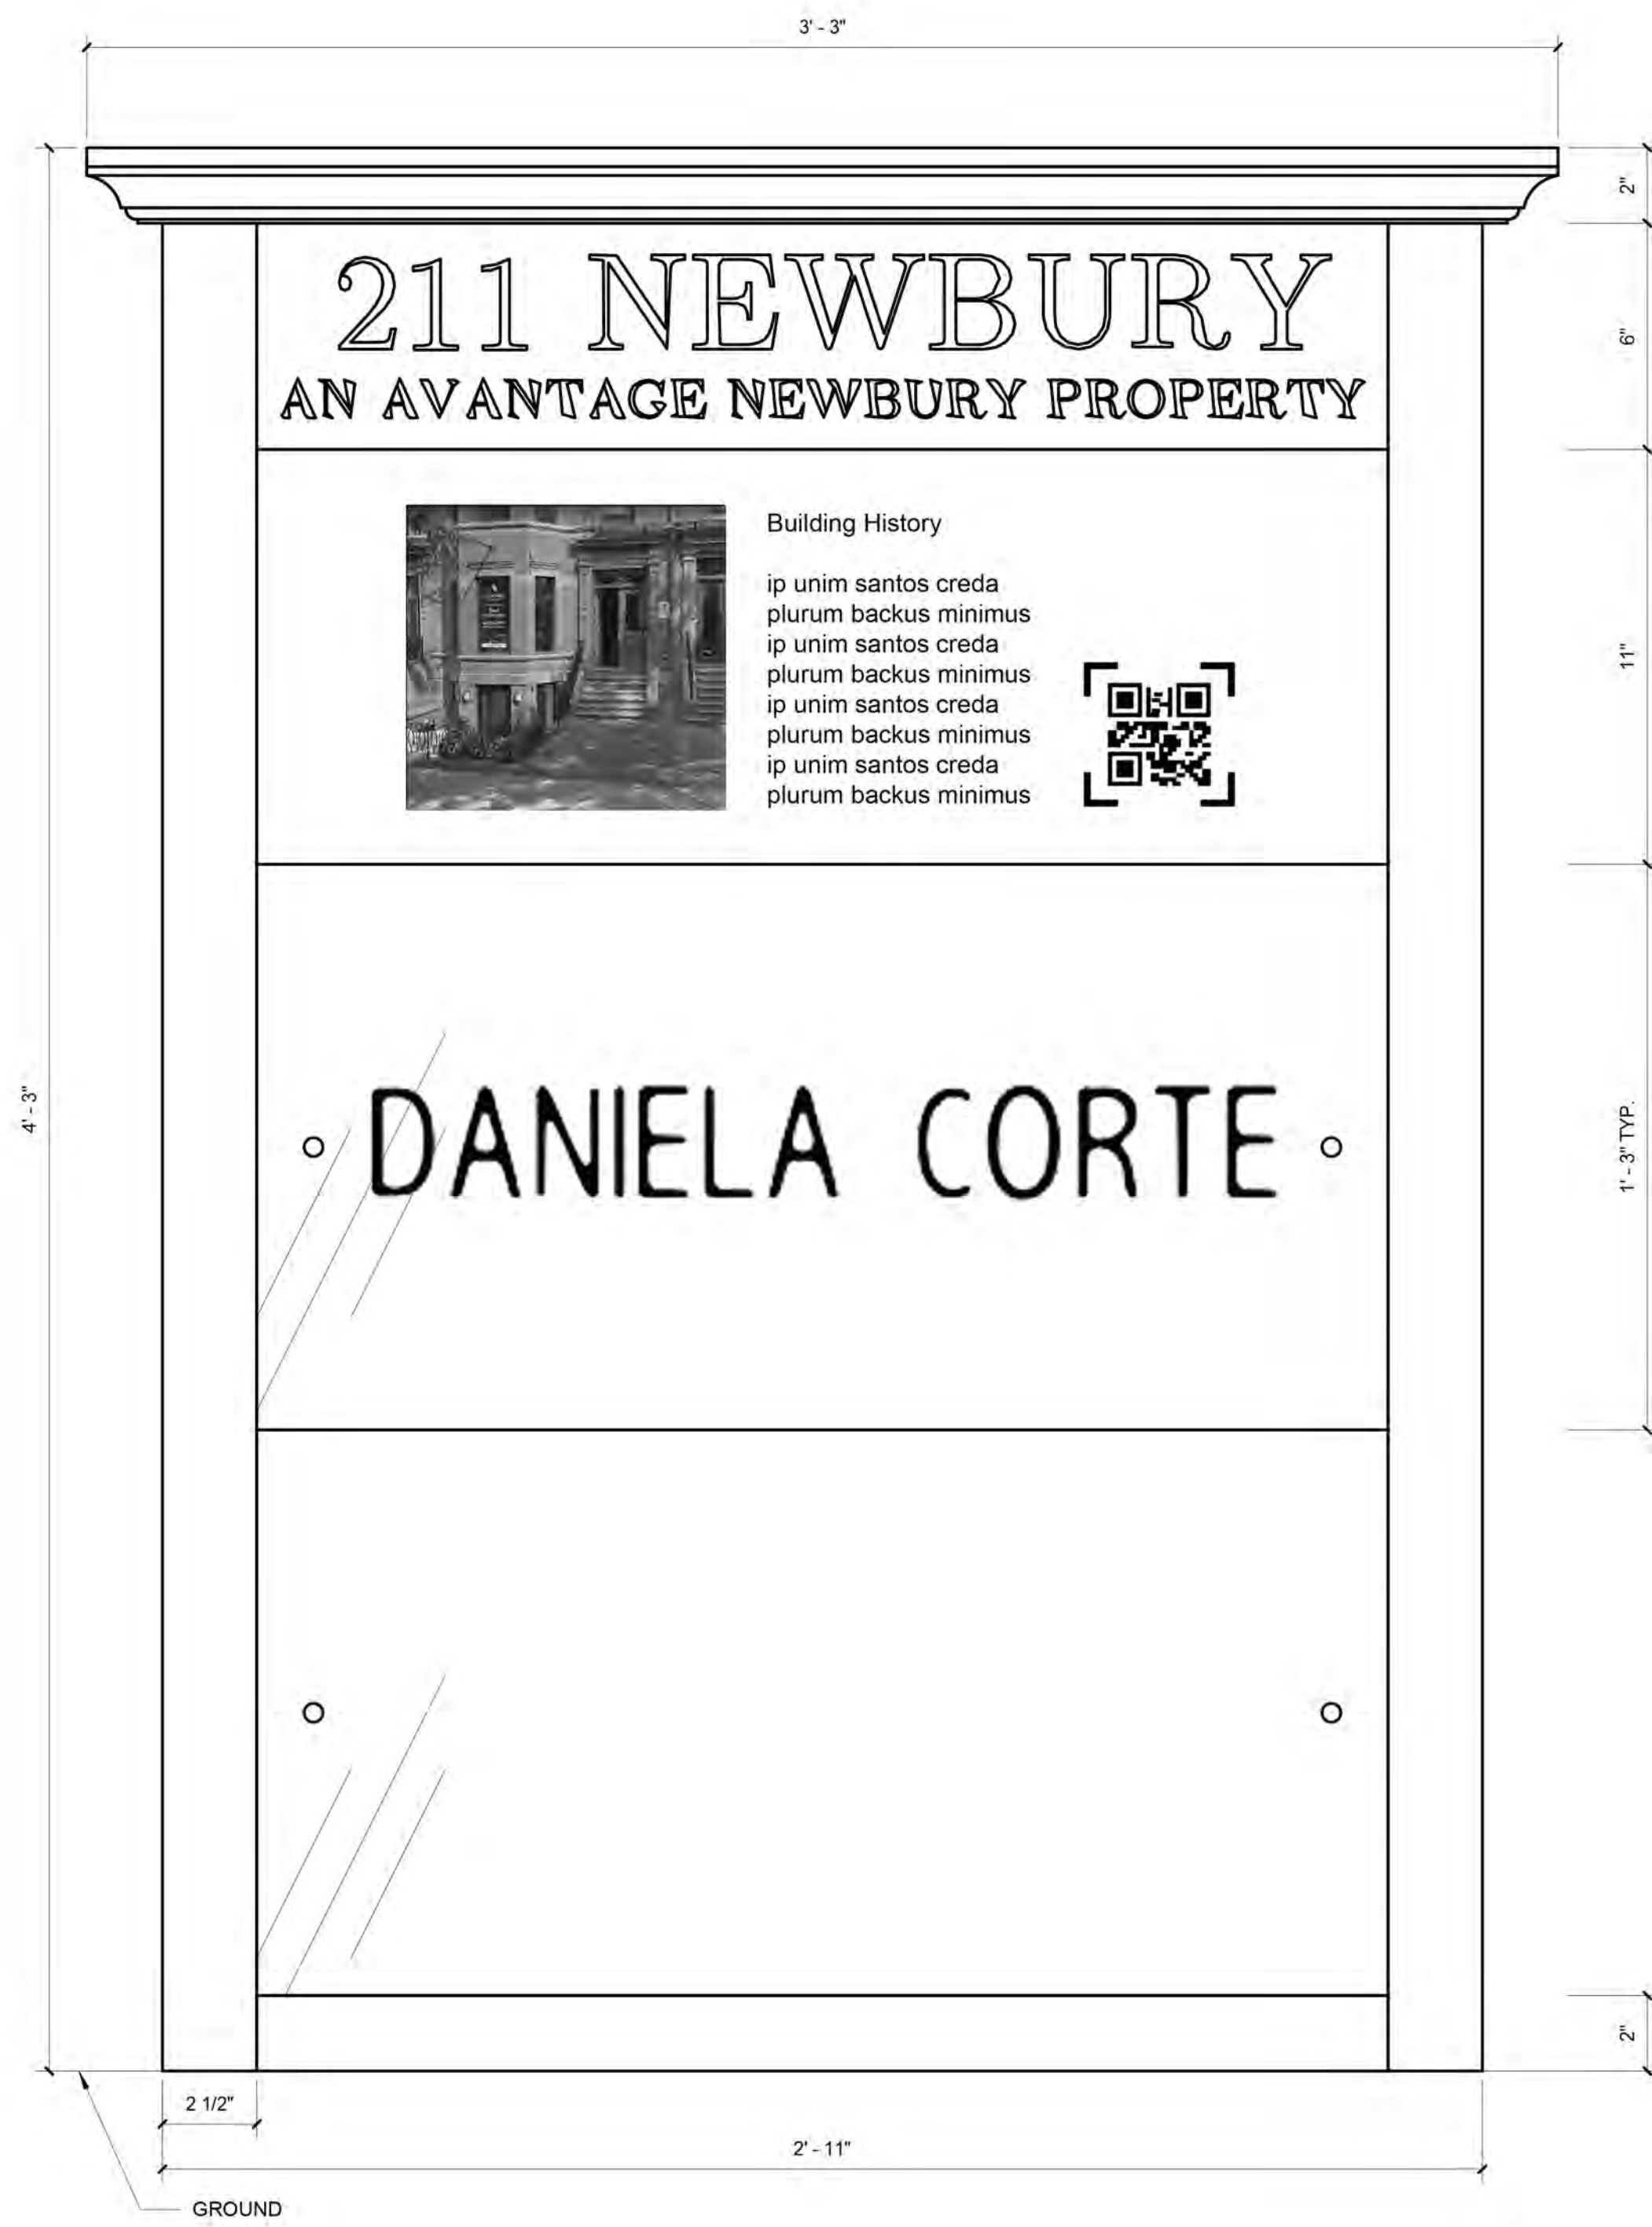 3' - 3"
2"
211 NEWBURY
6"
AN AVANTAGE NEWBURY PROPERTY
Building History
ip unim santos creda
plurum backus minimus
ip unim santos creda
plurum backus minimus
ip unim santos creda
plurum backus minimus
ip unim santos creda
plurum backus minimus
11"
4' - 3"
DANIELA CORTE
1' - 3" TYP.
2"
2 1/2"
2' - 11"
GROUND